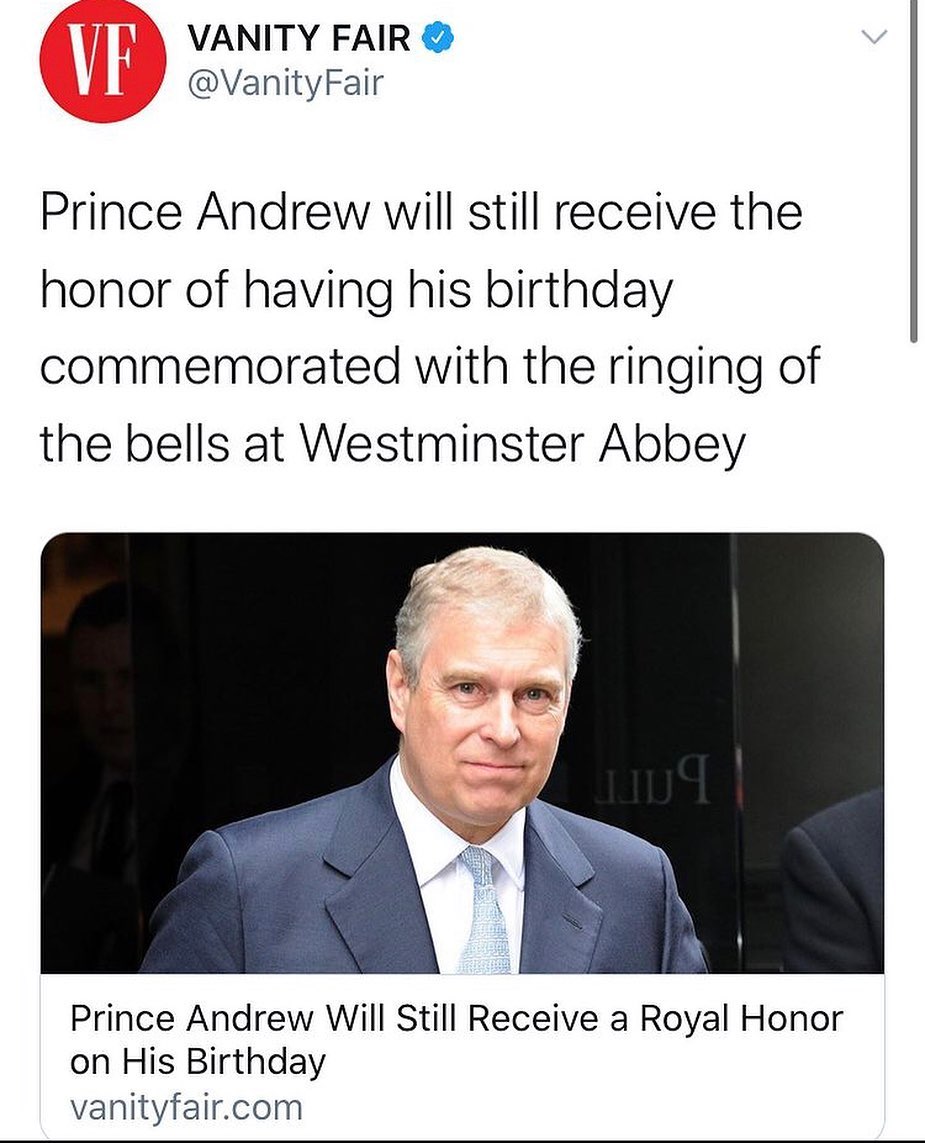 VF
VANITY FAIR
@VanityFair
Prince Andrew will still receive the
honor of having his birthday
commemorated with the ringing of
the bells at Westminster Abbey
PULL
Prince Andrew Will Still Receive a Royal Honor
on His Birthday
vanityfair.com